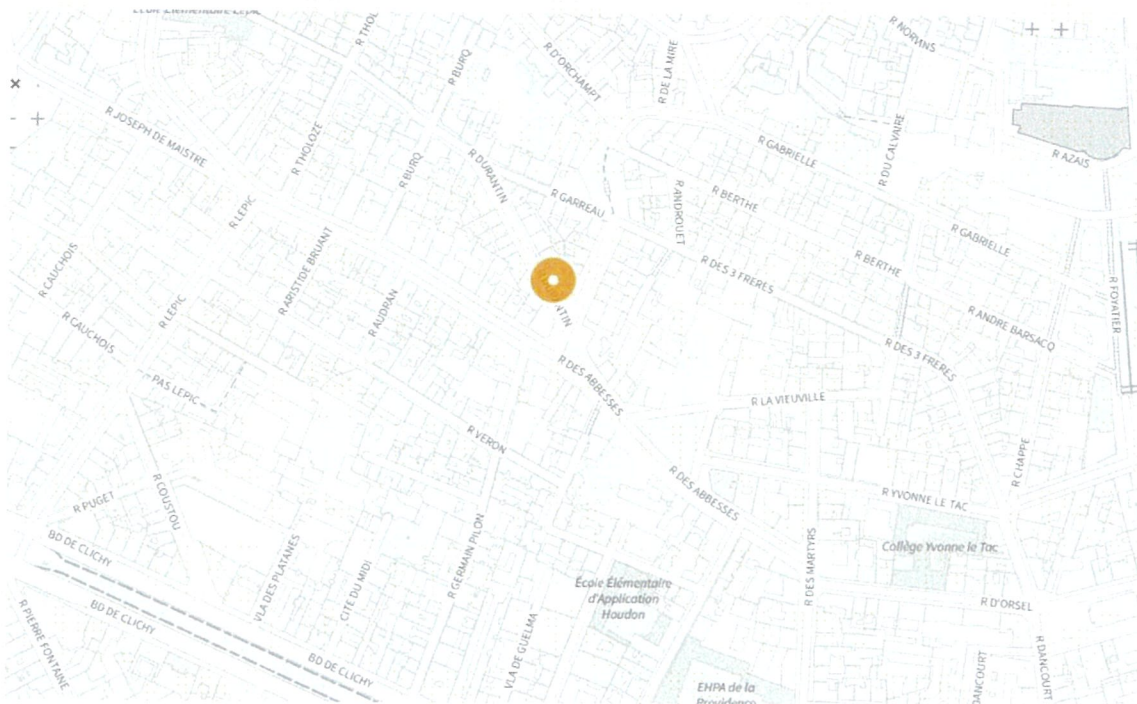 R THO
R NORVINS
R BURQ
R D'ORCHAMPT
R DE LA MIRE
R JOSEPH DE MAISTRE
R THOLOZE
R BURQ
R DURANTIN
R GABRIELLE
R DU CALVAIRE
R AZAIS
R LEPIC
R GARREAU
R ANDROUET
R BERTHE
R GABRIELLE
R CAUCHOIS
R ARISTIDE BRUANT
R DES 3 FRERES
R BERTHE
R FOYATIER
R LEPIC
R AUDRAN
NTIN
R ANDRE BARSACQ
R CAUCHOIS
R DES 3 FRERES
PAS LEPIC
R DES ABBESSES
R LA VIEUVILLE
R VERON
R CHAPPE
R PUGET
R COUSTOU
R DES ABBESSES
R YVONNE LE TAC
BD DE CLICHY
VLA DES PLATANES
CITE DU MIDI
R GERMAIN PILON
R DES MARTYRS
Collège Yvonne le Tac
École Élémentaire
d'Application
Houdon
BD DE CLICHY
R D'ORSEL
R PIERRE FONTAINE
BD DE CLICHY
VLA DE GUELMA
R DANCOURT
DANCOURT
EHPA de la
Providence